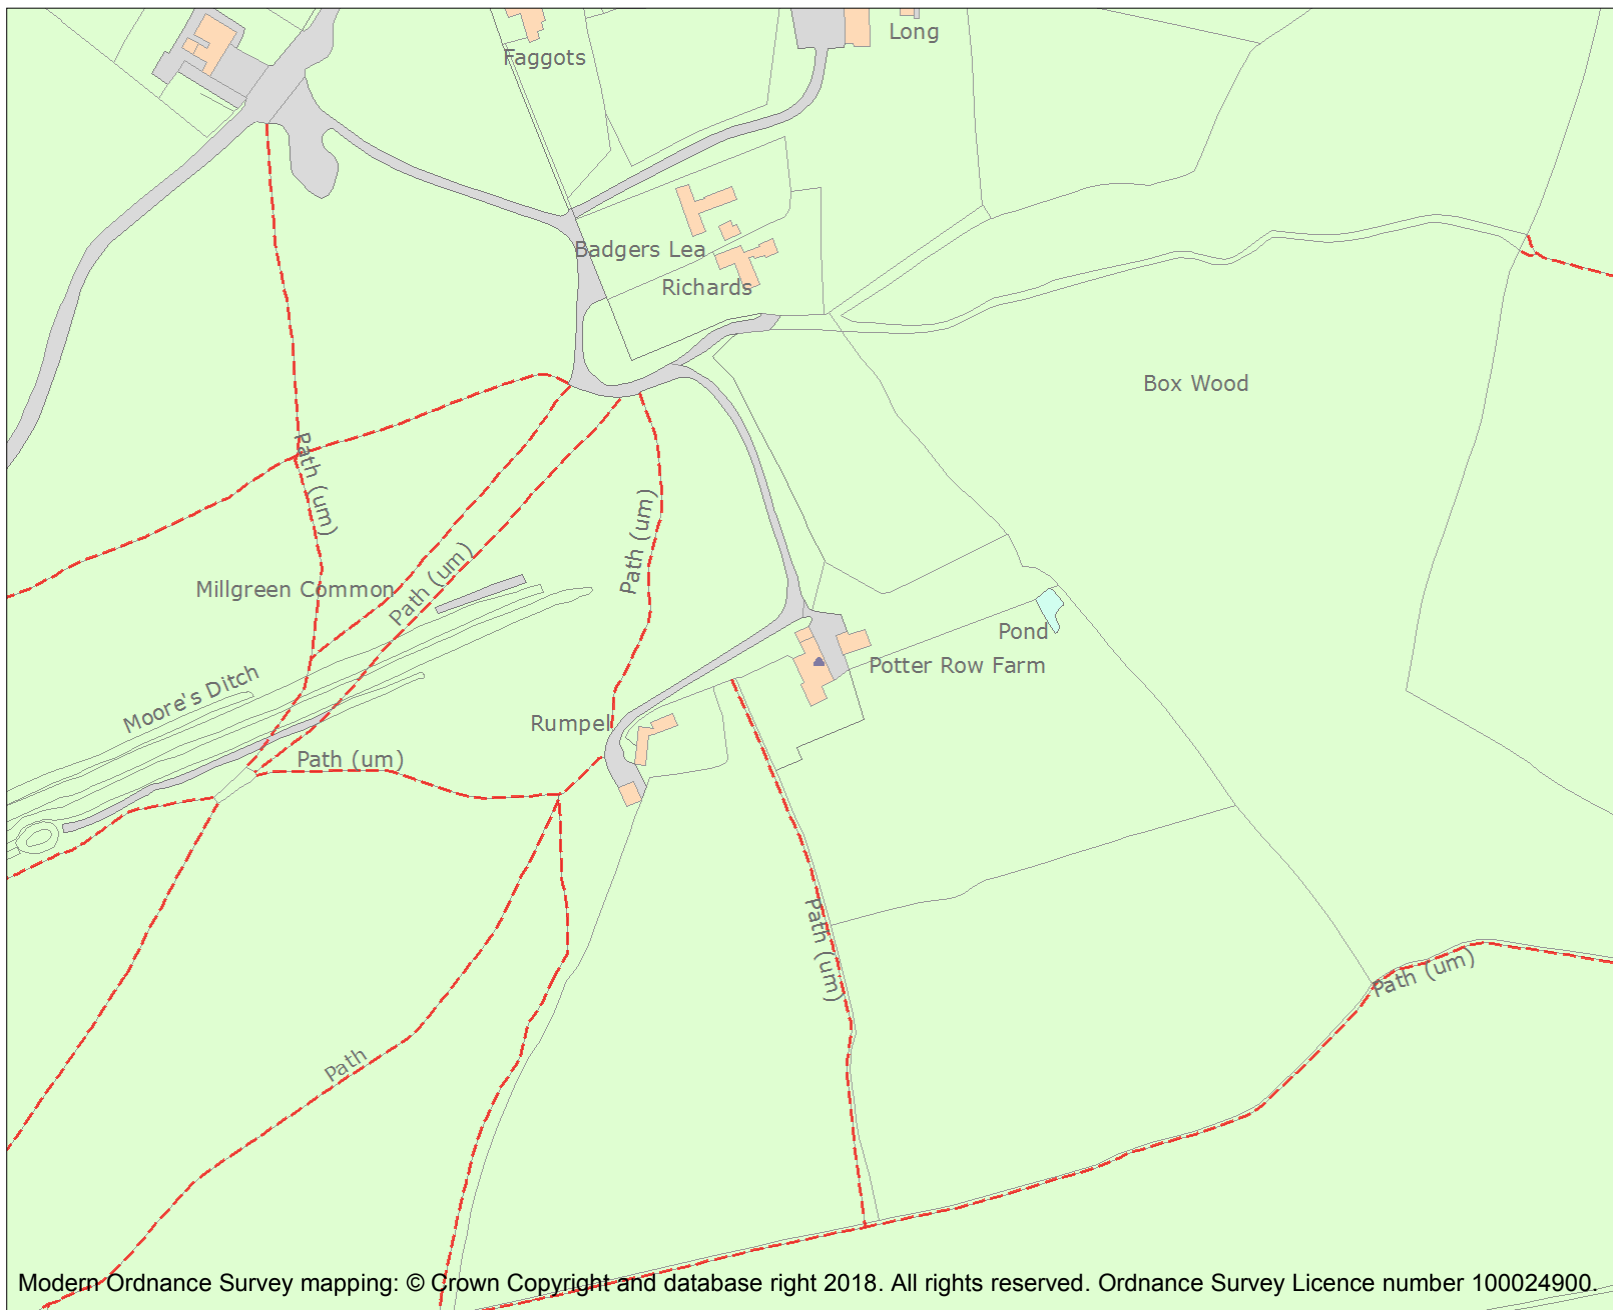 Long
Faggots
Badgers Lea
Richards
Box Wood
Path (um)
Path (um)
Path (um)
Millgreen Common
Pond
Potter Row Farm
Moore's Ditch
Rumpel
Path (um)
Path (um)
Path (um)
Path
Modern Ordnance Survey mapping: © Crown Copyright and database right 2018. All rights reserved. Ordnance Survey Licence number 100024900.